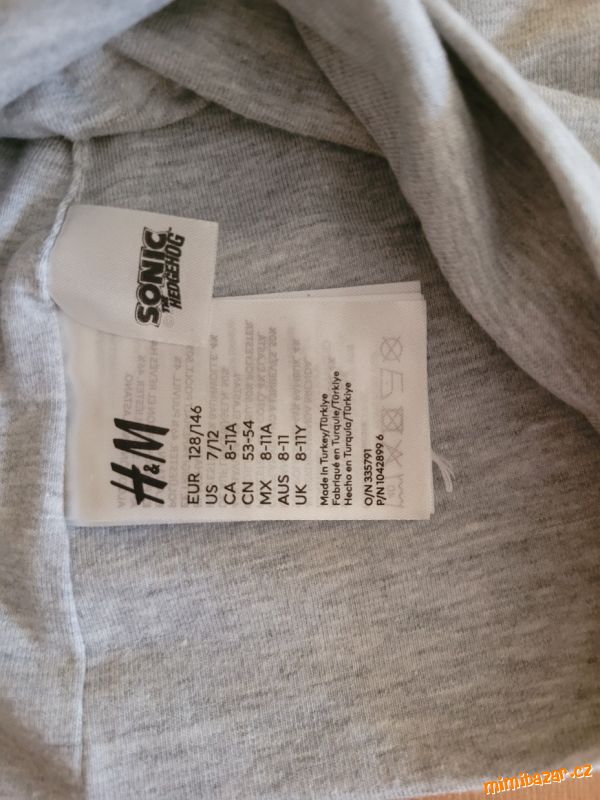 SONIC
THE
HEDGEHOG
H&M
EUR 128/146
US 7/12
CA 8-11A
CN 53-54
MX 8-11A
AUS 8-11
UK 8-11Y
Made in Turkey/Türkiye
Fabriqué en Turquie/Türkiye
Hecho en Turquía/Türkiye
O/N 335791
P/N 1042899 6
mimibazar.cz